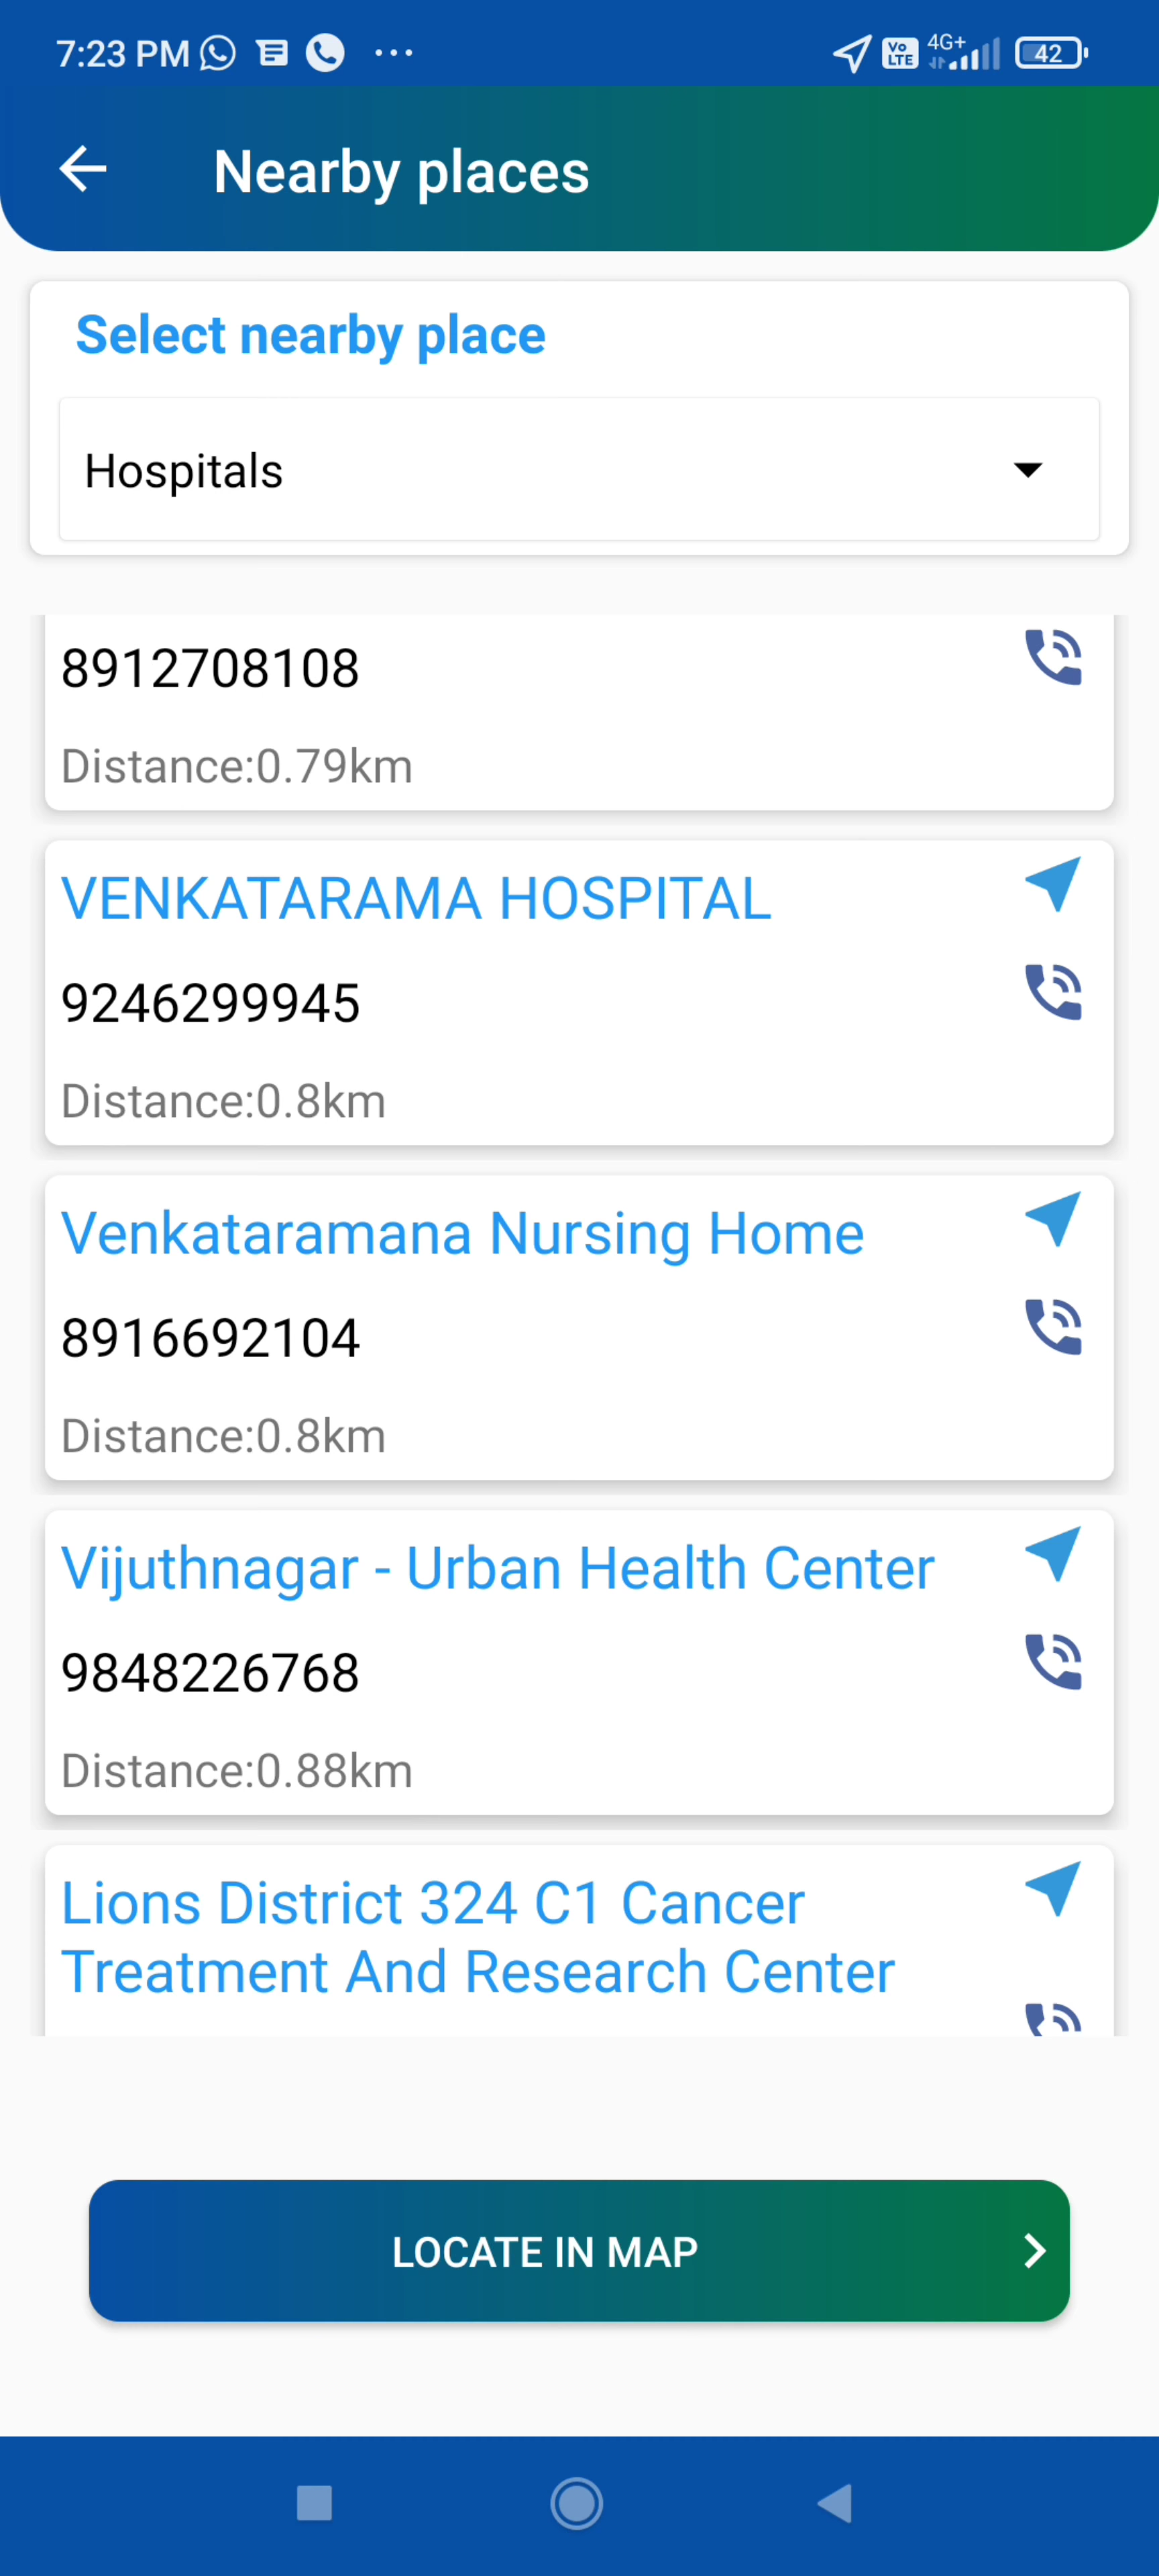 7:23 PM
Vo
LTE
4G+
42
Nearby places
Select nearby place
Hospitals
8912708108
Distance:0.79km
VENKATARAMA HOSPITAL
9246299945
Distance:0.8km
Venkataramana Nursing Home
8916692104
Distance:0.8km
Vijuthnagar - Urban Health Center
9848226768
Distance:0.88km
Lions District 324 C1 Cancer
Treatment And Research Center
LOCATE IN MAP